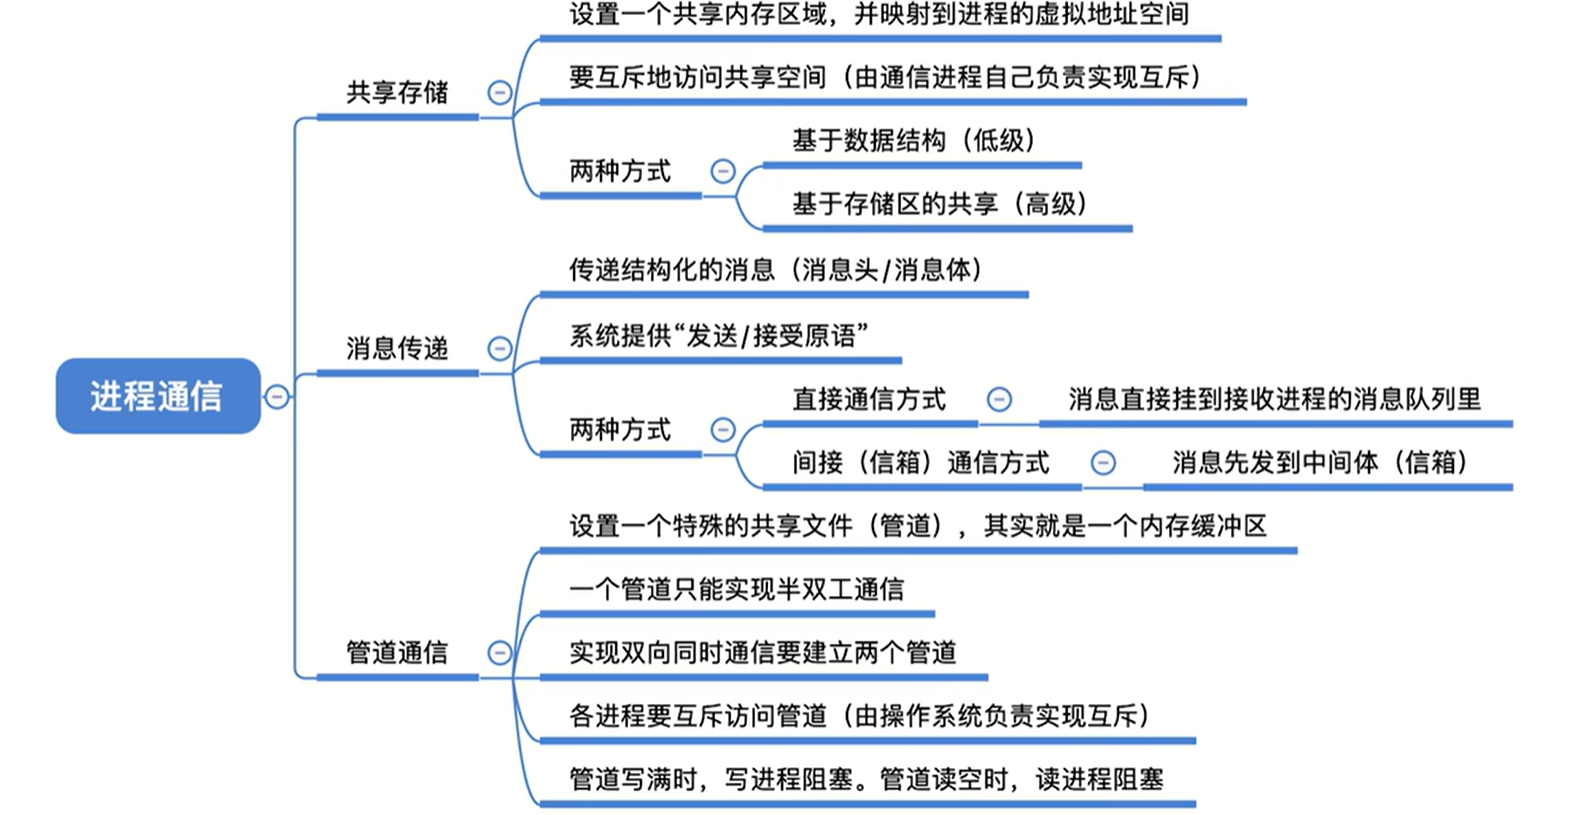 设置一个共享内存区域，并映射到进程的虚拟地址空间
要互斥地访问共享空间（由通信进程自己负责实现互斥）
共享存储
基于数据结构（低级）
两种方式
基于存储区的共享（高级）
传递结构化的消息（消息头/消息体）
系统提供“发送/接受原语”
消息传递
直接通信方式
消息直接挂到接收进程的消息队列里
两种方式
间接（信箱）通信方式
消息先发到中间体（信箱）
进程通信
设置一个特殊的共享文件（管道），其实就是一个内存缓冲区
一个管道只能实现半双工通信
管道通信
实现双向同时通信要建立两个管道
各进程要互斥访问管道（由操作系统负责实现互斥）
管道写满时，写进程阻塞。管道读空时，读进程阻塞